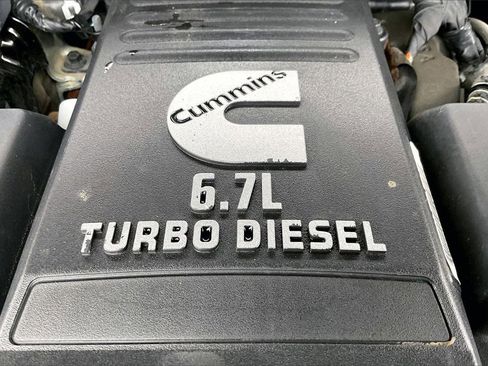 Cummins
6.7L
TURBO DIESEL